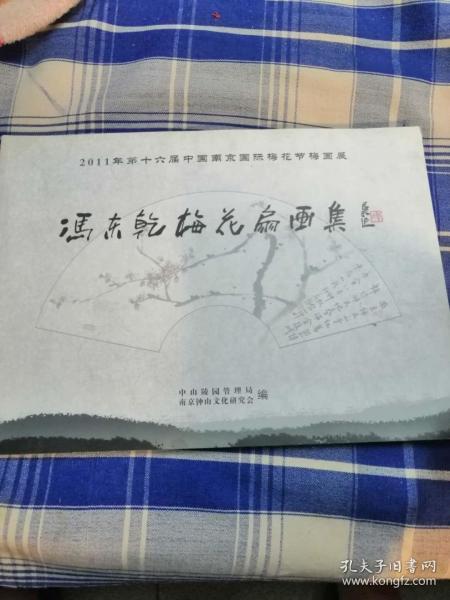 2011年第十六届中国南京国际梅花节梅画展
冯东乾梅花扇画集
中山陵园管理局
南京钟山文化研究会
编
孔夫子旧书网
www.kongfz.com